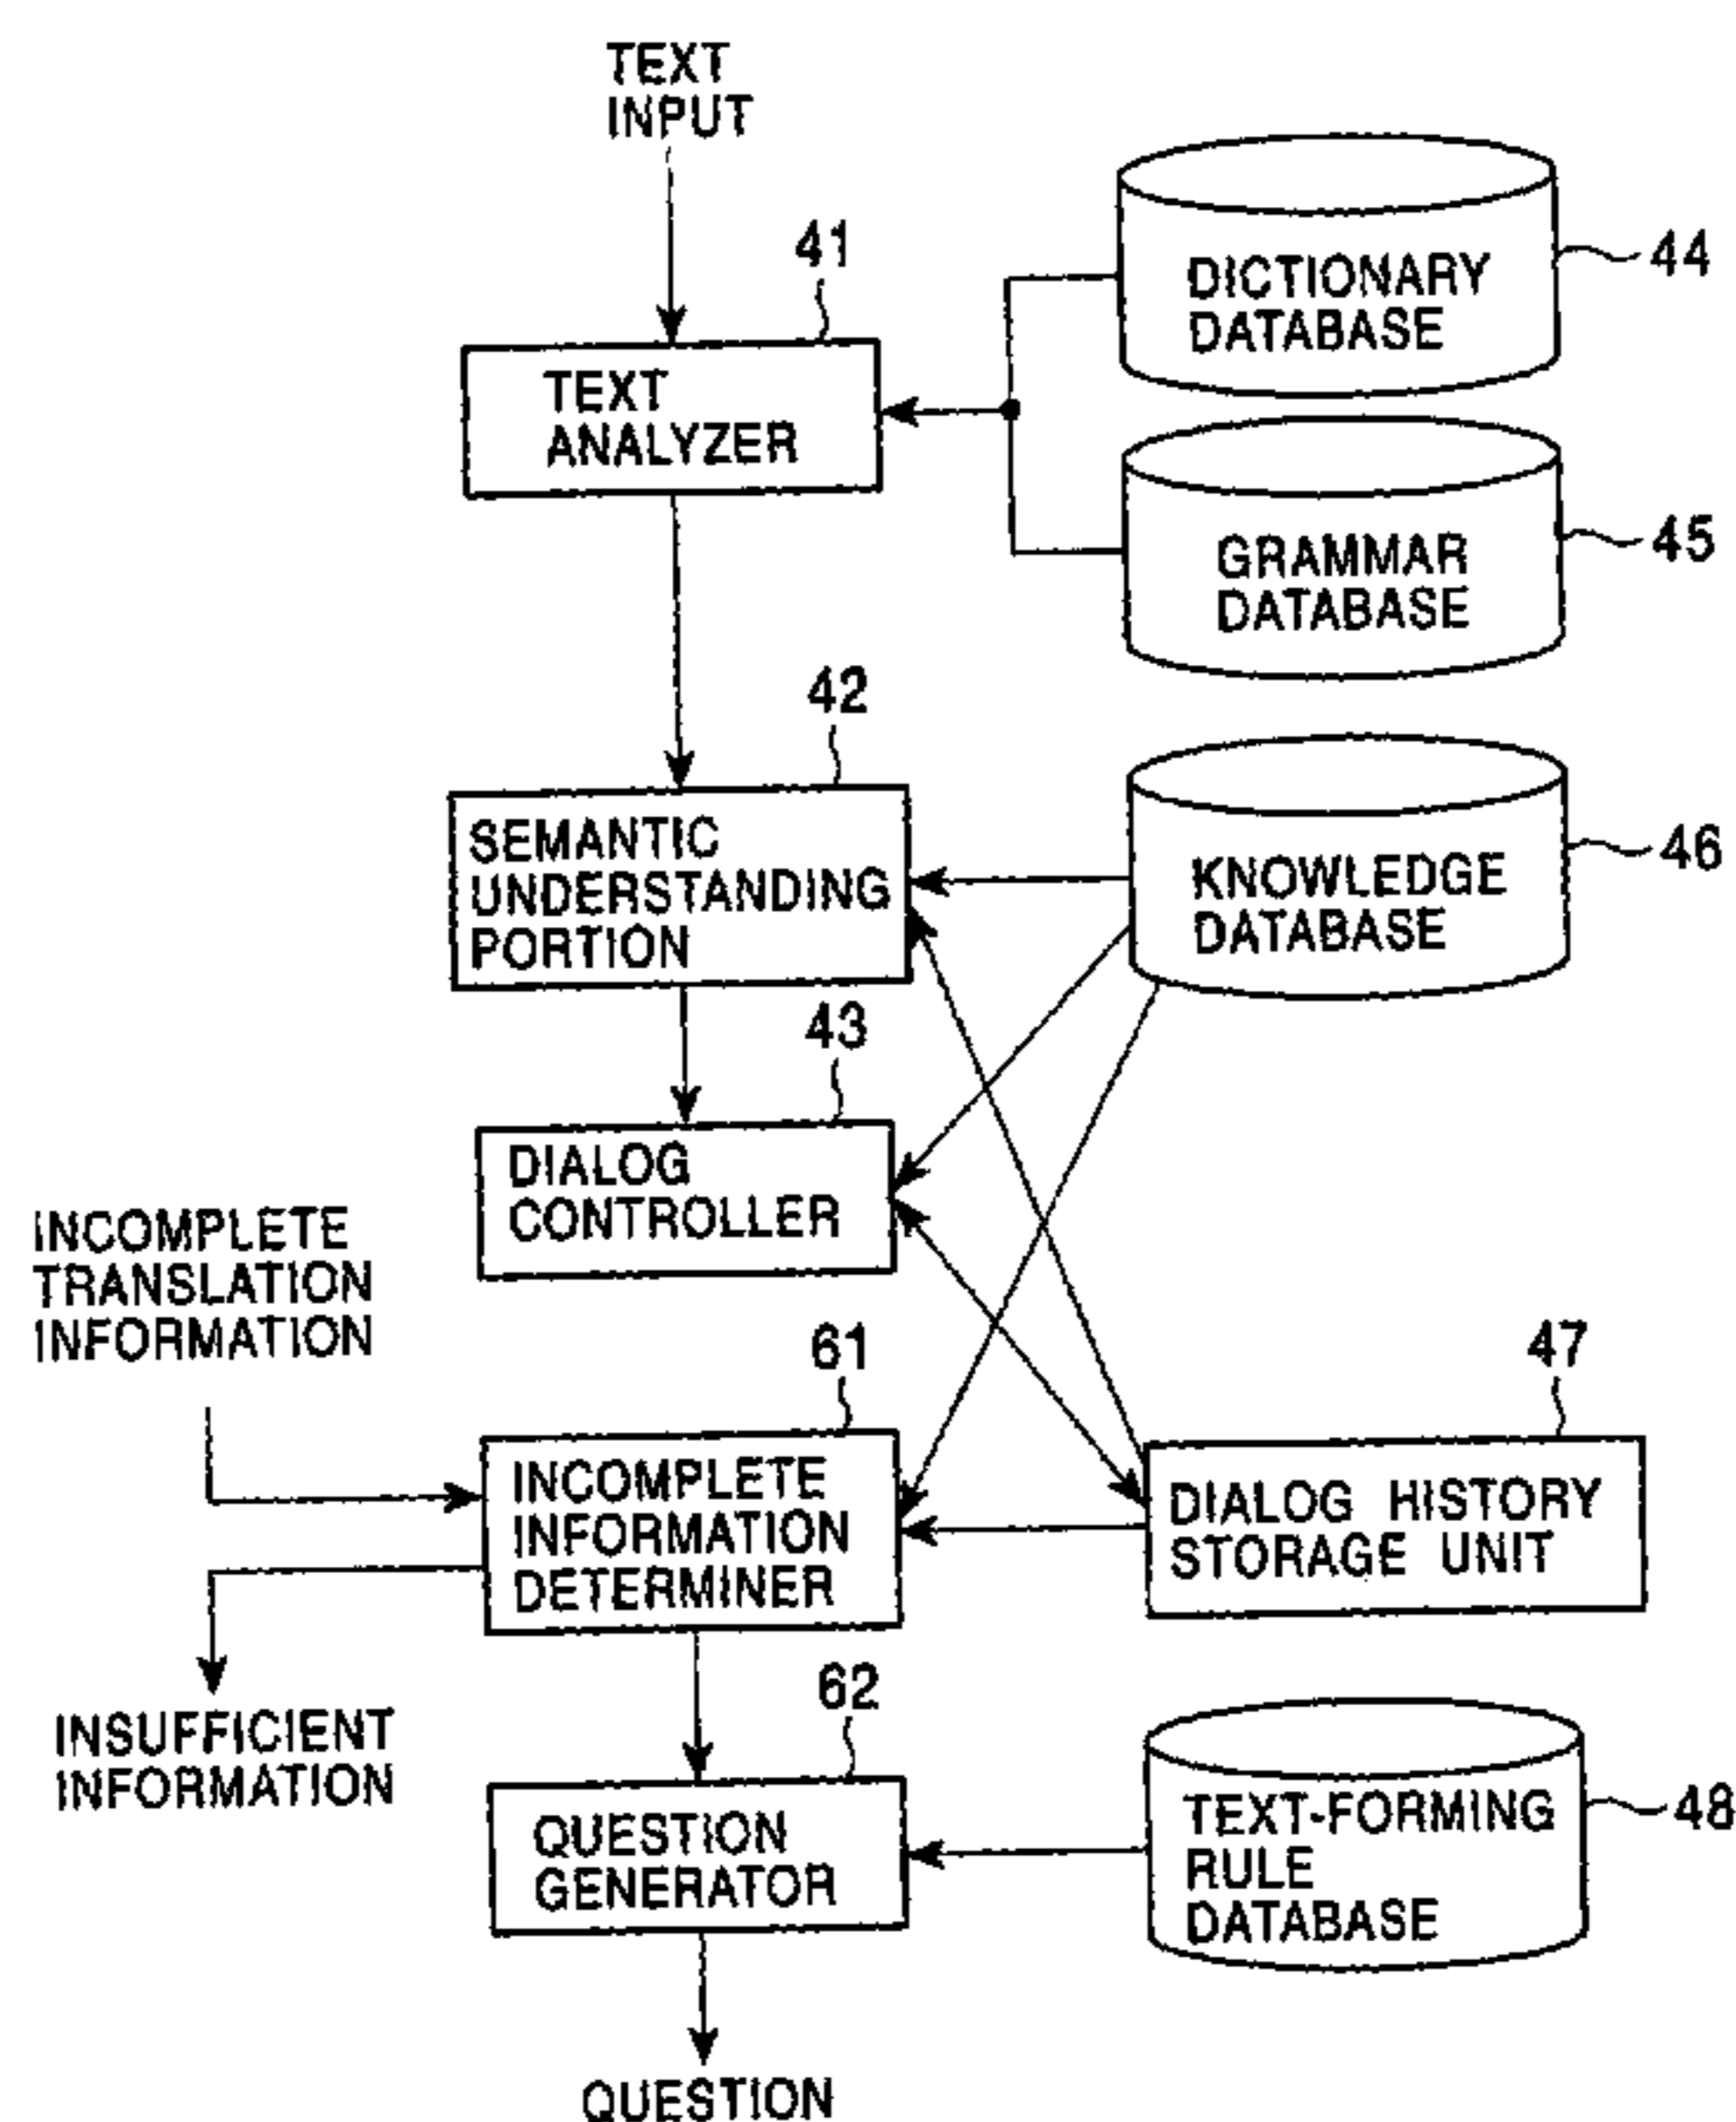 TEXT
INPUT
41
TEXT
ANALYZER
DICTIONARY
DATABASE
44
GRAMMAR
DATABASE
45
42
SEMANTIC
UNDERSTANDING
PORTION
KNOWLEDGE
DATABASE
46
43
DIALOG
CONTROLLER
INCOMPLETE
TRANSLATION
INFORMATION
61
INCOMPLETE
INFORMATION
DETERMINER
47
DIALOG HISTORY
STORAGE UNIT
INSUFFICIENT
INFORMATION
62
QUESTION
GENERATOR
TEXT-FORMING
RULE
DATABASE
48
QUESTION